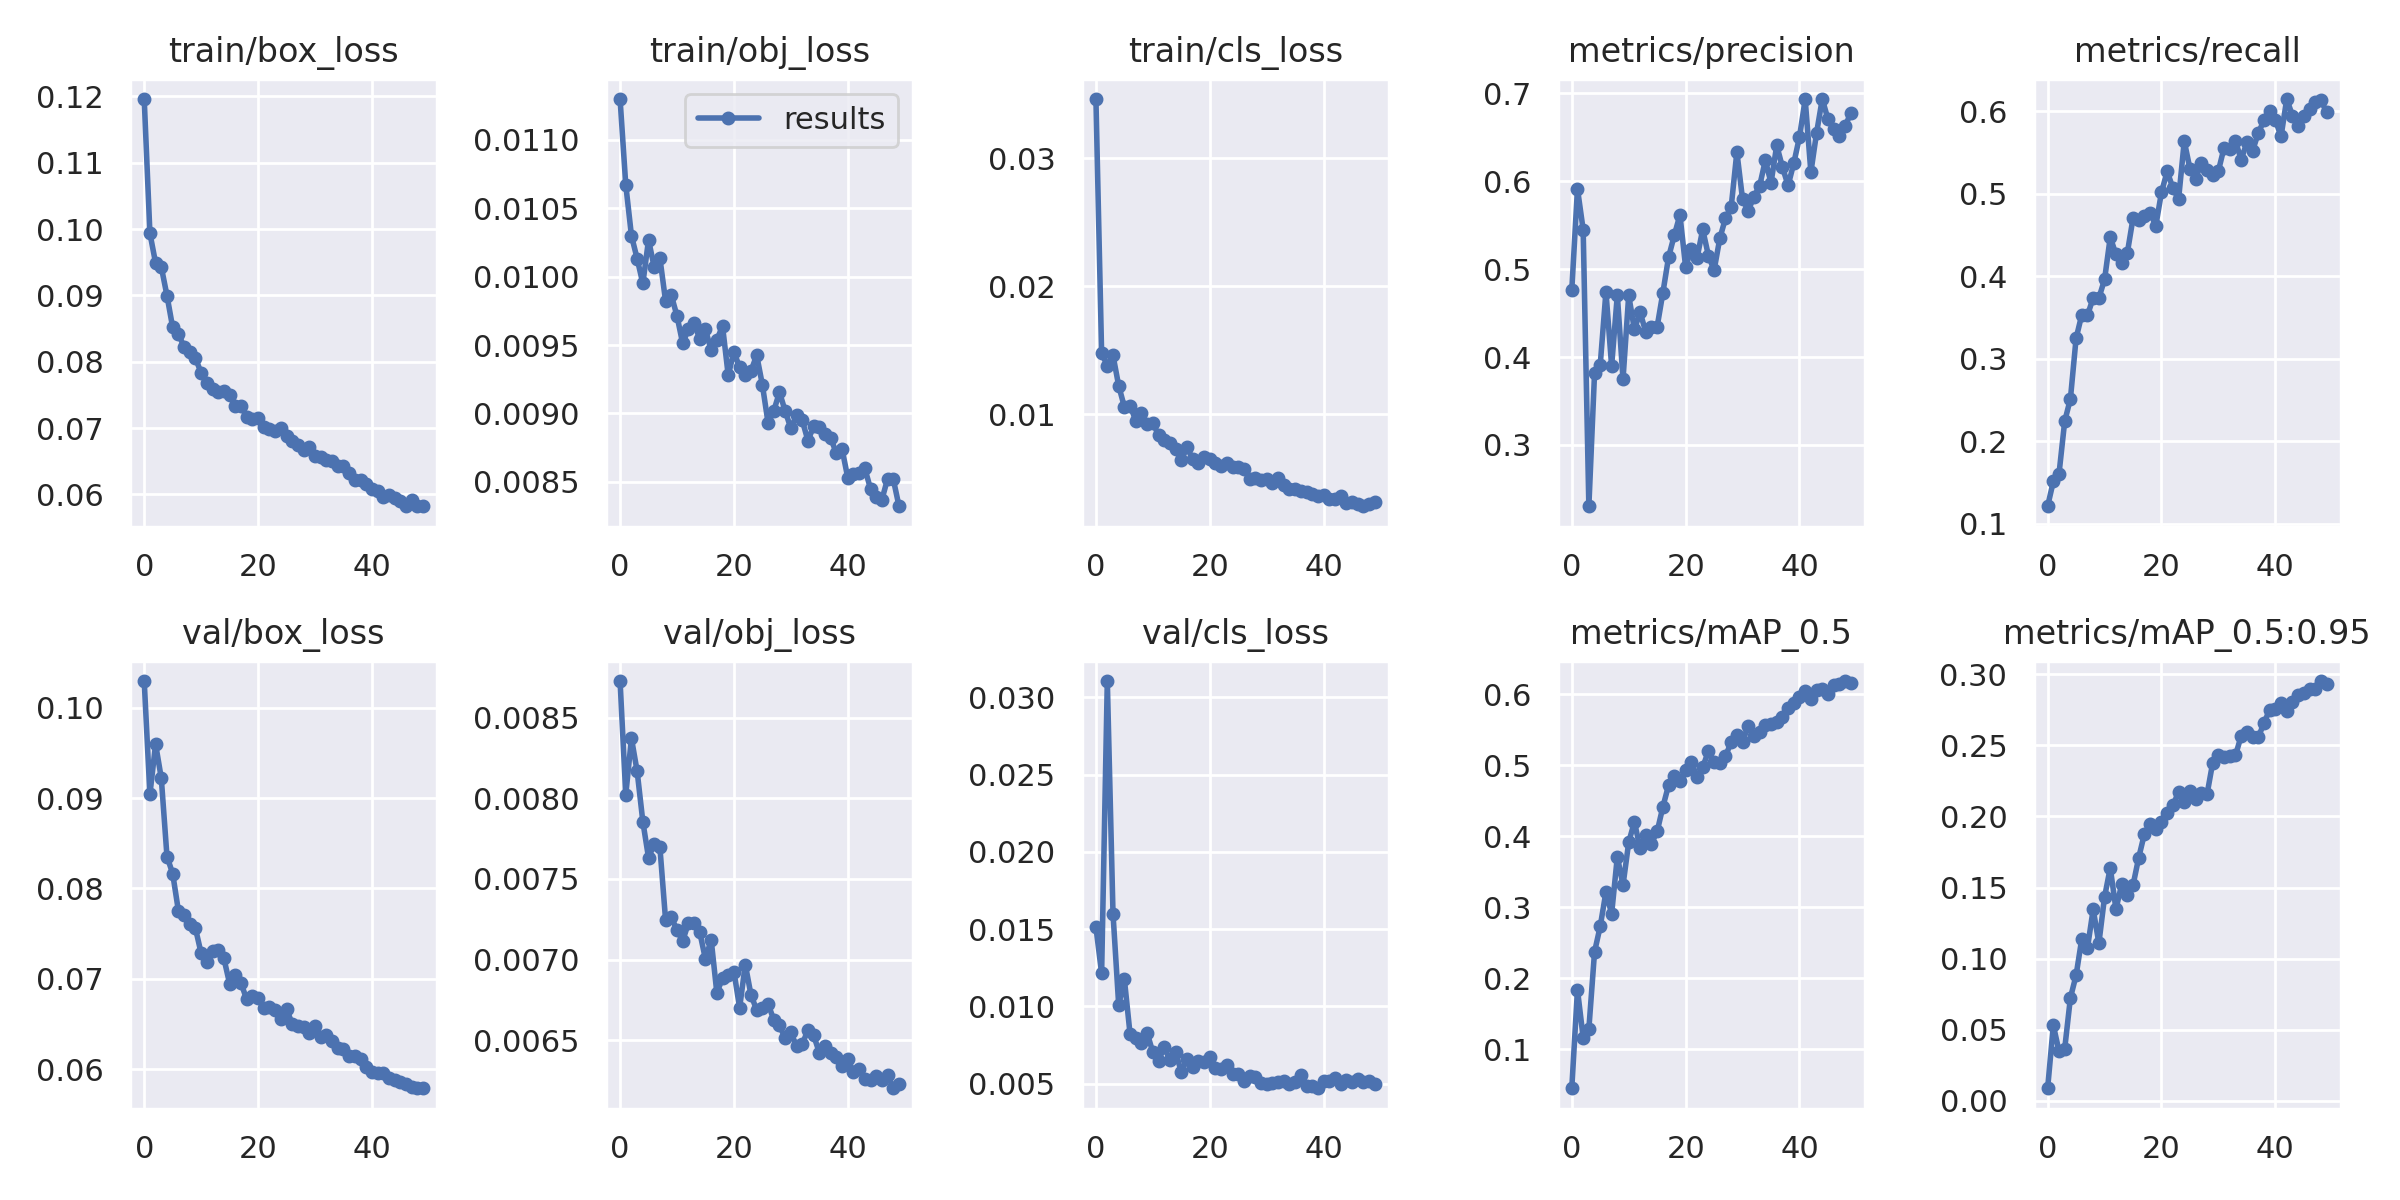 train/box_loss
0.12
0.11
0.10
0.09
0.08
0.07
0.06
0 20 40
train/obj_loss
results
0.0110
0.0105
0.0100
0.0095
0.0090
0.0085
0 20 40
train/cls_loss
0.03
0.02
0.01
0 20 40
metrics/precision
0.7
0.6
0.5
0.4
0.3
0 20 40
metrics/recall
0.6
0.5
0.4
0.3
0.2
0.1
0 20 40
val/box_loss
0.10
0.09
0.08
0.07
0.06
0 20 40
val/obj_loss
0.0085
0.0080
0.0075
0.0070
0.0065
0 20 40
val/cls_loss
0.030
0.025
0.020
0.015
0.010
0.005
0 20 40
metrics/mAP_0.5
0.6
0.5
0.4
0.3
0.2
0.1
0 20 40
metrics/mAP_0.5:0.95
0.30
0.25
0.20
0.15
0.10
0.05
0.00
0 20 40